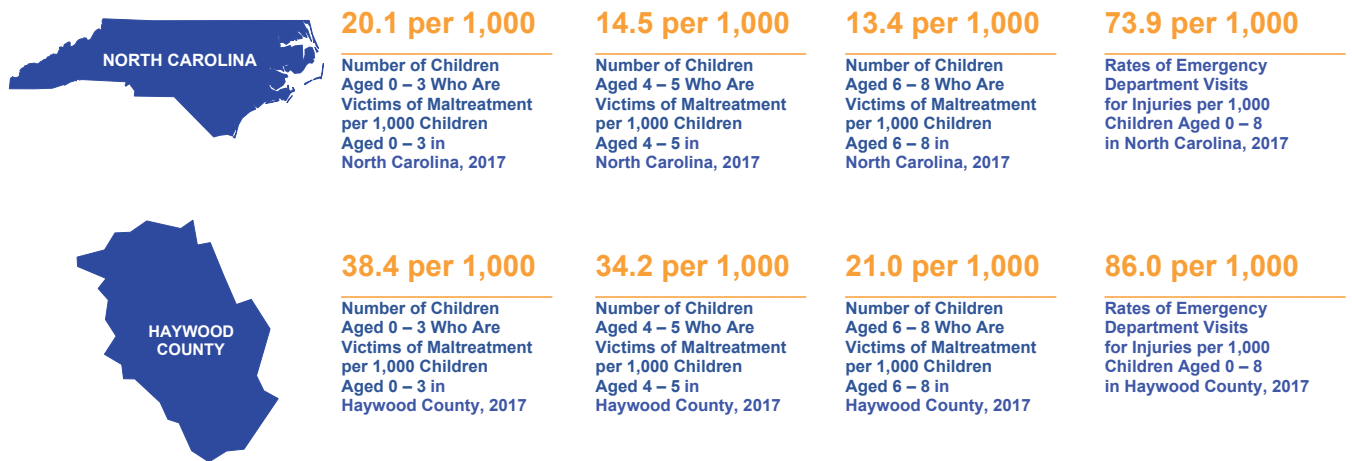 NORTH CAROLINA
20.1 per 1,000
Number of Children
Aged 0 – 3 Who Are
Victims of Maltreatment
per 1,000 Children
Aged 0 – 3 in
North Carolina, 2017
14.5 per 1,000
Number of Children
Aged 4 – 5 Who Are
Victims of Maltreatment
per 1,000 Children
Aged 4 – 5 in
North Carolina, 2017
13.4 per 1,000
Number of Children
Aged 6 – 8 Who Are
Victims of Maltreatment
per 1,000 Children
Aged 6 – 8 in
North Carolina, 2017
73.9 per 1,000
Rates of Emergency
Department Visits
for Injuries per 1,000
Children Aged 0 – 8
in North Carolina, 2017
HAYWOOD
COUNTY
38.4 per 1,000
Number of Children
Aged 0 – 3 Who Are
Victims of Maltreatment
per 1,000 Children
Aged 0 – 3 in
Haywood County, 2017
34.2 per 1,000
Number of Children
Aged 4 – 5 Who Are
Victims of Maltreatment
per 1,000 Children
Aged 4 – 5 in
Haywood County, 2017
21.0 per 1,000
Number of Children
Aged 6 – 8 Who Are
Victims of Maltreatment
per 1,000 Children
Aged 6 – 8 in
Haywood County, 2017
86.0 per 1,000
Rates of Emergency
Department Visits
for Injuries per 1,000
Children Aged 0 – 8
in Haywood County, 2017